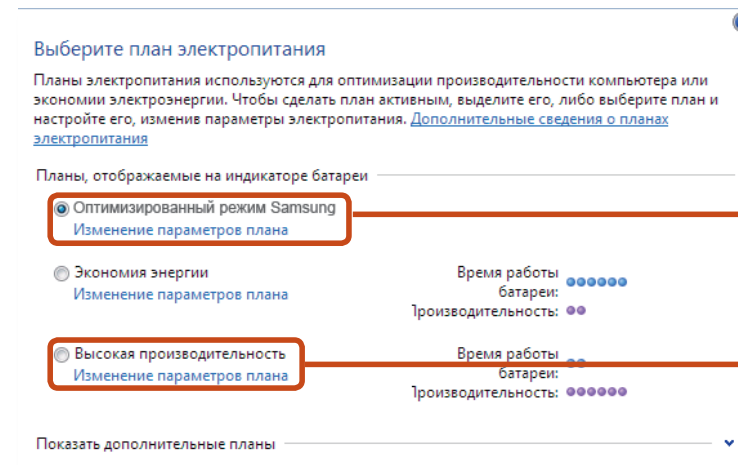 Выберите план электропитания
Планы электропитания используются для оптимизации производительности компьютера или
экономии электроэнергии. Чтобы сделать план активным, выделите его, либо выберите план и
настройте его, изменив параметры электропитания. Дополнительные сведения о планах
электропитания
Планы, отображаемые на индикаторе батареи
Оптимизированный режим Samsung
Изменение параметров плана
Экономия энергии
Время работы
Изменение параметров плана
батареи:
Производительность:
Высокая производительность
Время работы
Изменение параметров плана
батареи:
Производительность:
Показать дополнительные планы